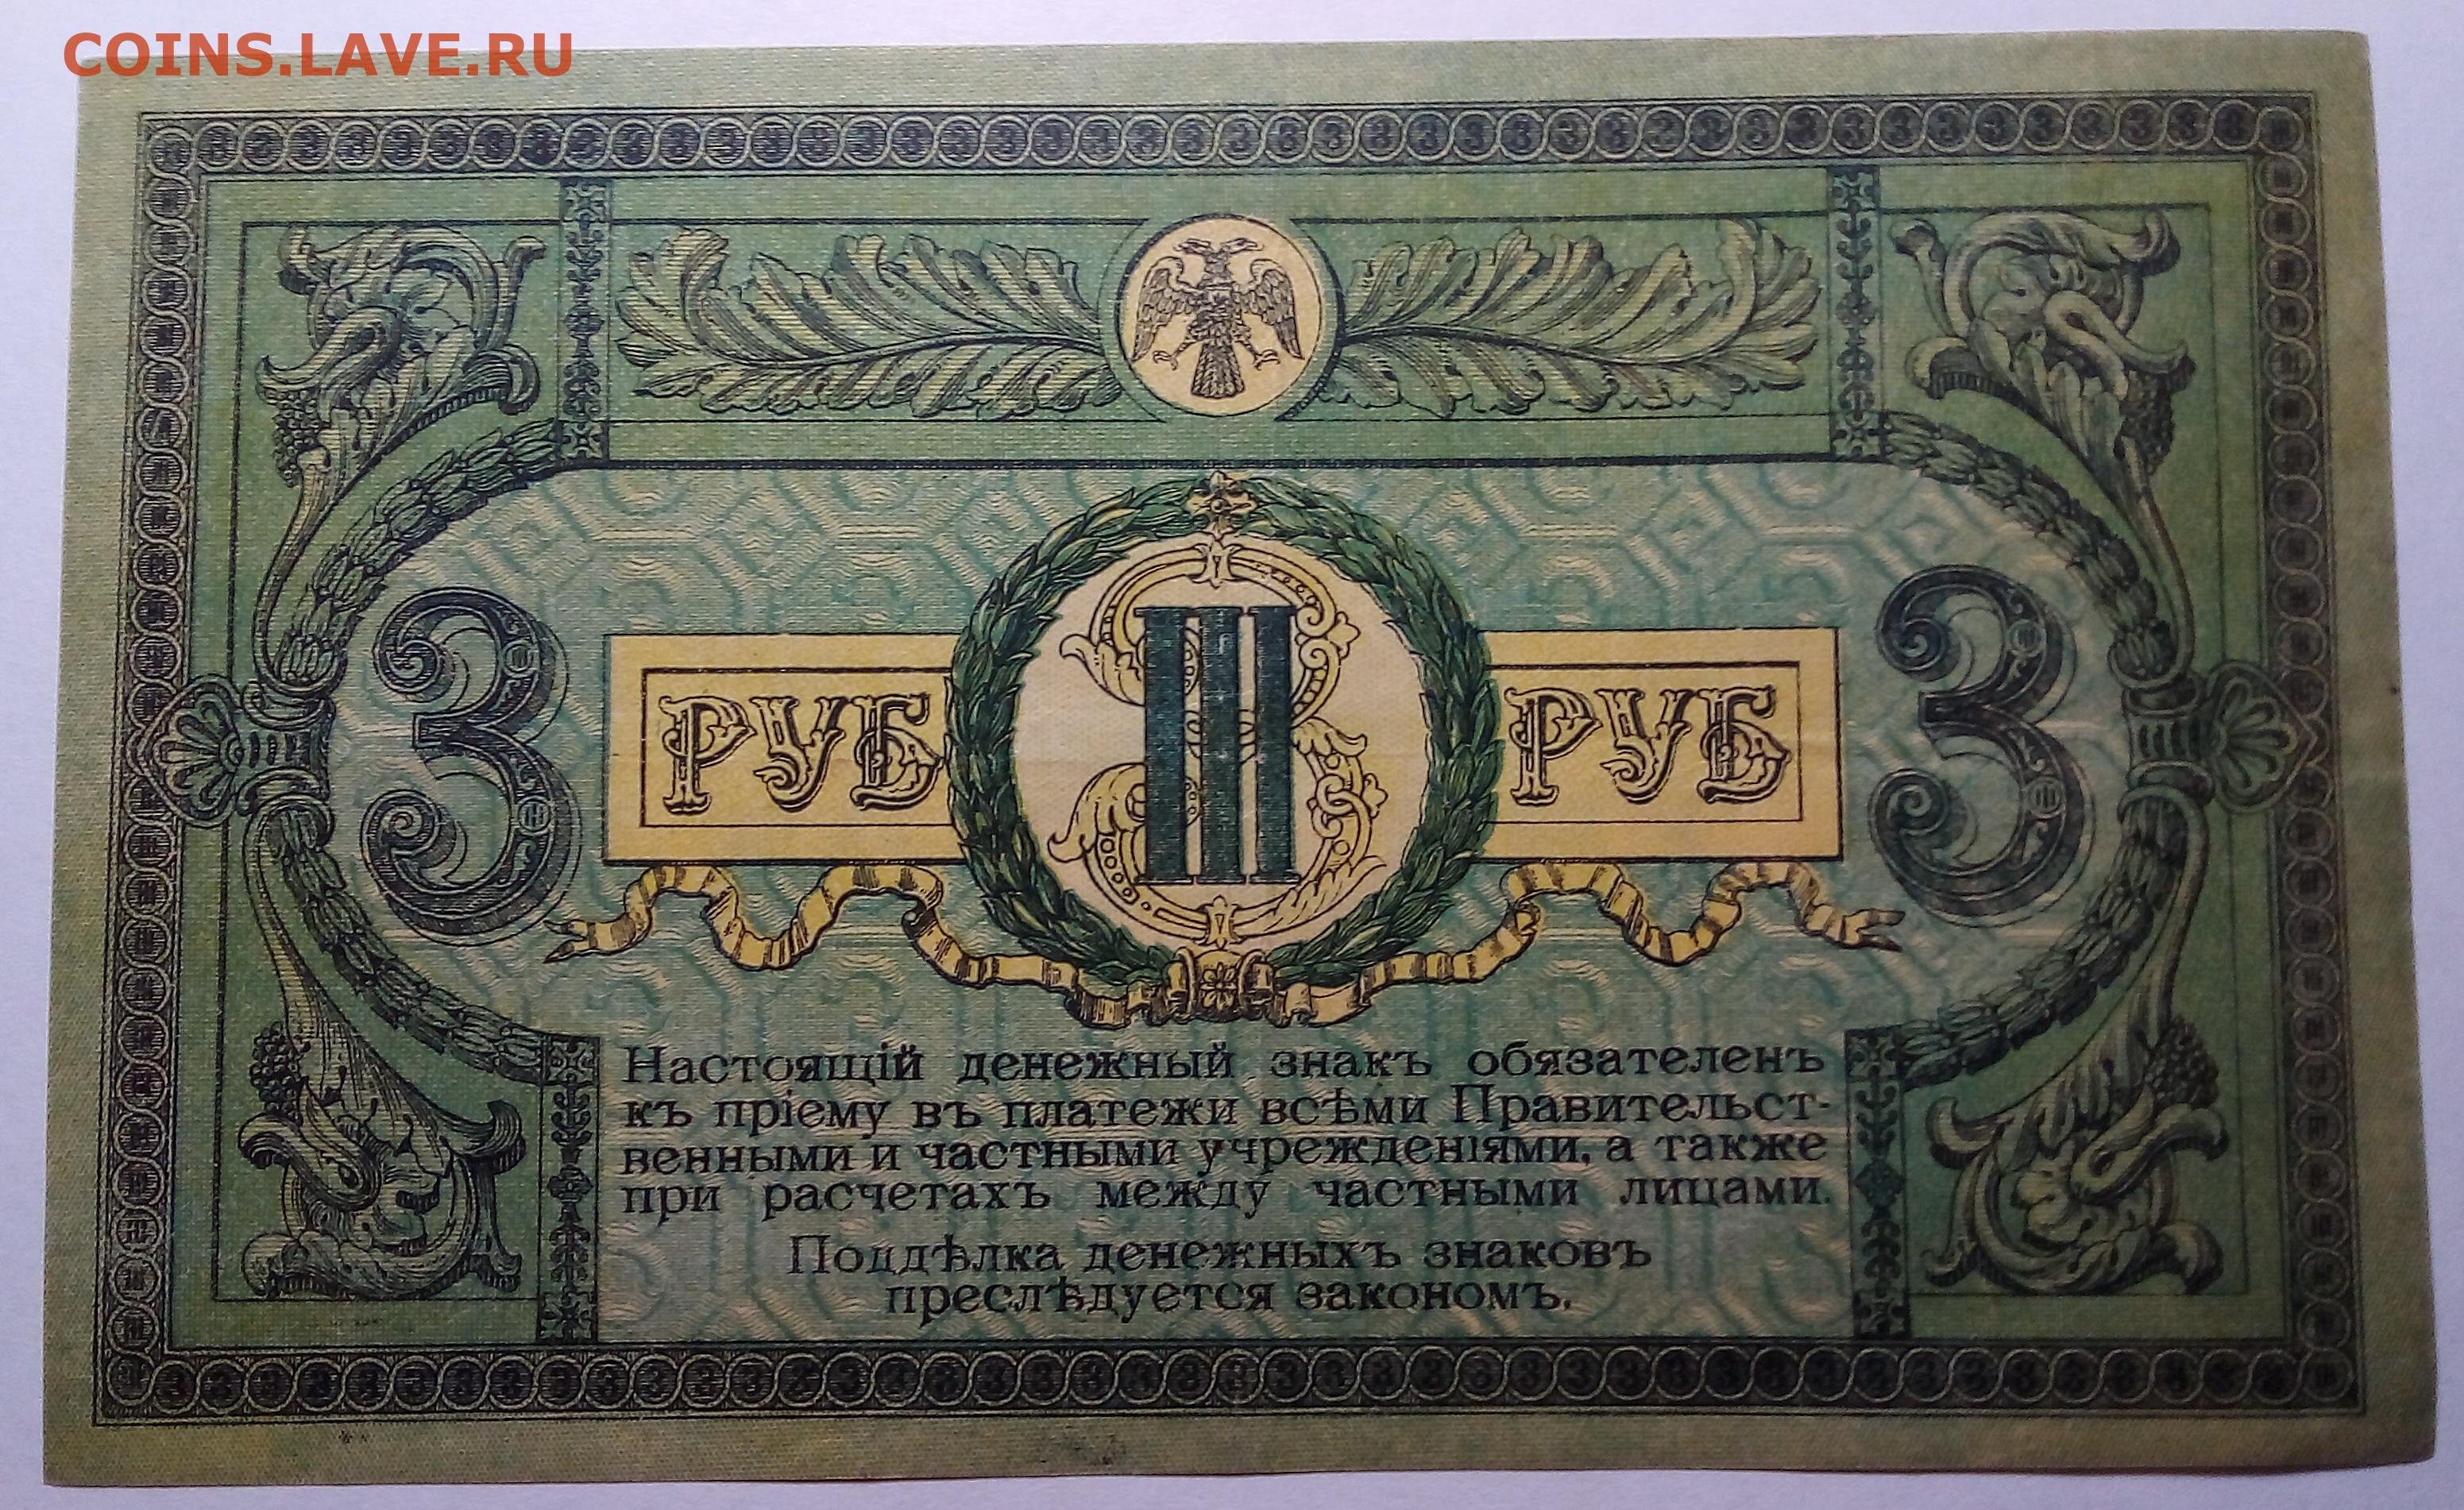 COINS.LAVE.RU
3 РУБ III РУБ 3
Настоящій денежный знакъ обязателенъ
къ пріему въ платежи всѣми Правительст-
венными и частными учрежденіями, а также
при расчетахъ между частными лицами.
Поддѣлка денежныхъ знаковъ
преслѣдуется закономъ.